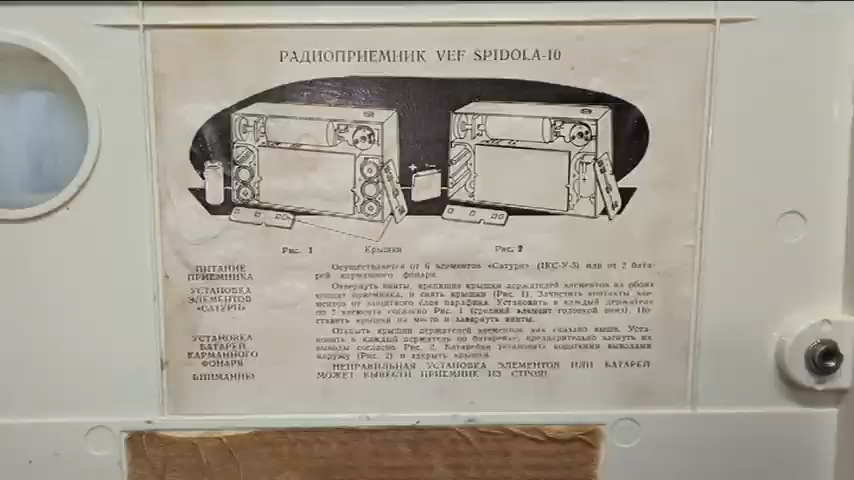 РАДИОПРИЕМНИК VEF SPIDOLA-10
+ -
Рис. 1 Крышки Рис. 2
ПИТАНИЕ
ПРИЕМНИКА
Осуществляется от 6 элементов «Сатурн» (1КС-У-3) или от 2 бата-
рей карманного фонаря.
УСТАНОВКА
ЭЛЕМЕНТОВ
«САТУРН»
Отвернуть винты, крепящие крышки держателей элементов на обоих
концах приемника, и снять крышки (Рис. 1). Зачистить контакты эле-
ментов от защитного слоя парафина. Установить в каждый держатель
по 3 элемента согласно Рис. 1 (средний элемент головкой вниз). По-
ставить крышки на место и завернуть винты.
УСТАНОВКА
БАТАРЕЙ
КАРМАННОГО
ФОНАРЯ
Открыть крышки держателей элементов, как сказано выше. Уста-
новить в каждый держатель по батарейке, предварительно загнуть их
выводы согласно Рис. 2. Батарейки установить короткими выводами
наружу (Рис. 2) и закрыть крышки.
ВНИМАНИЕ!
НЕПРАВИЛЬНАЯ УСТАНОВКА ЭЛЕМЕНТОВ ИЛИ БАТАРЕЙ
МОЖЕТ ВЫВЕСТИ ПРИЕМНИК ИЗ СТРОЯ!